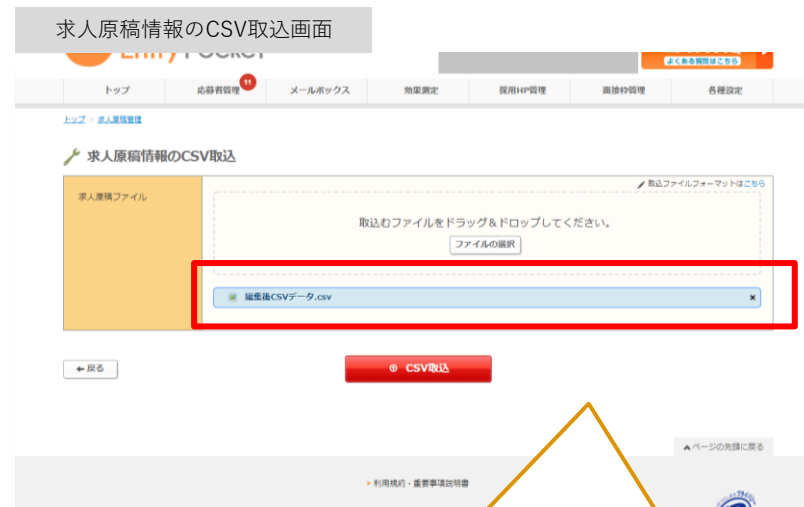 求人原稿情報のCSV取込画面
よくある質問はこちら
トップ
応募者管理
11
メールボックス
効果測定
採用HP管理
面接枠管理
各種設定
トップ > 求人原稿管理
求人原稿情報のCSV取込
取込ファイルフォーマットはこちら
求人原稿ファイル
取込むファイルをドラッグ＆ドロップしてください。
ファイルの選択
編集後CSVデータ.csv
戻る
CSV取込
ページの先頭に戻る
利用規約・重要事項説明書